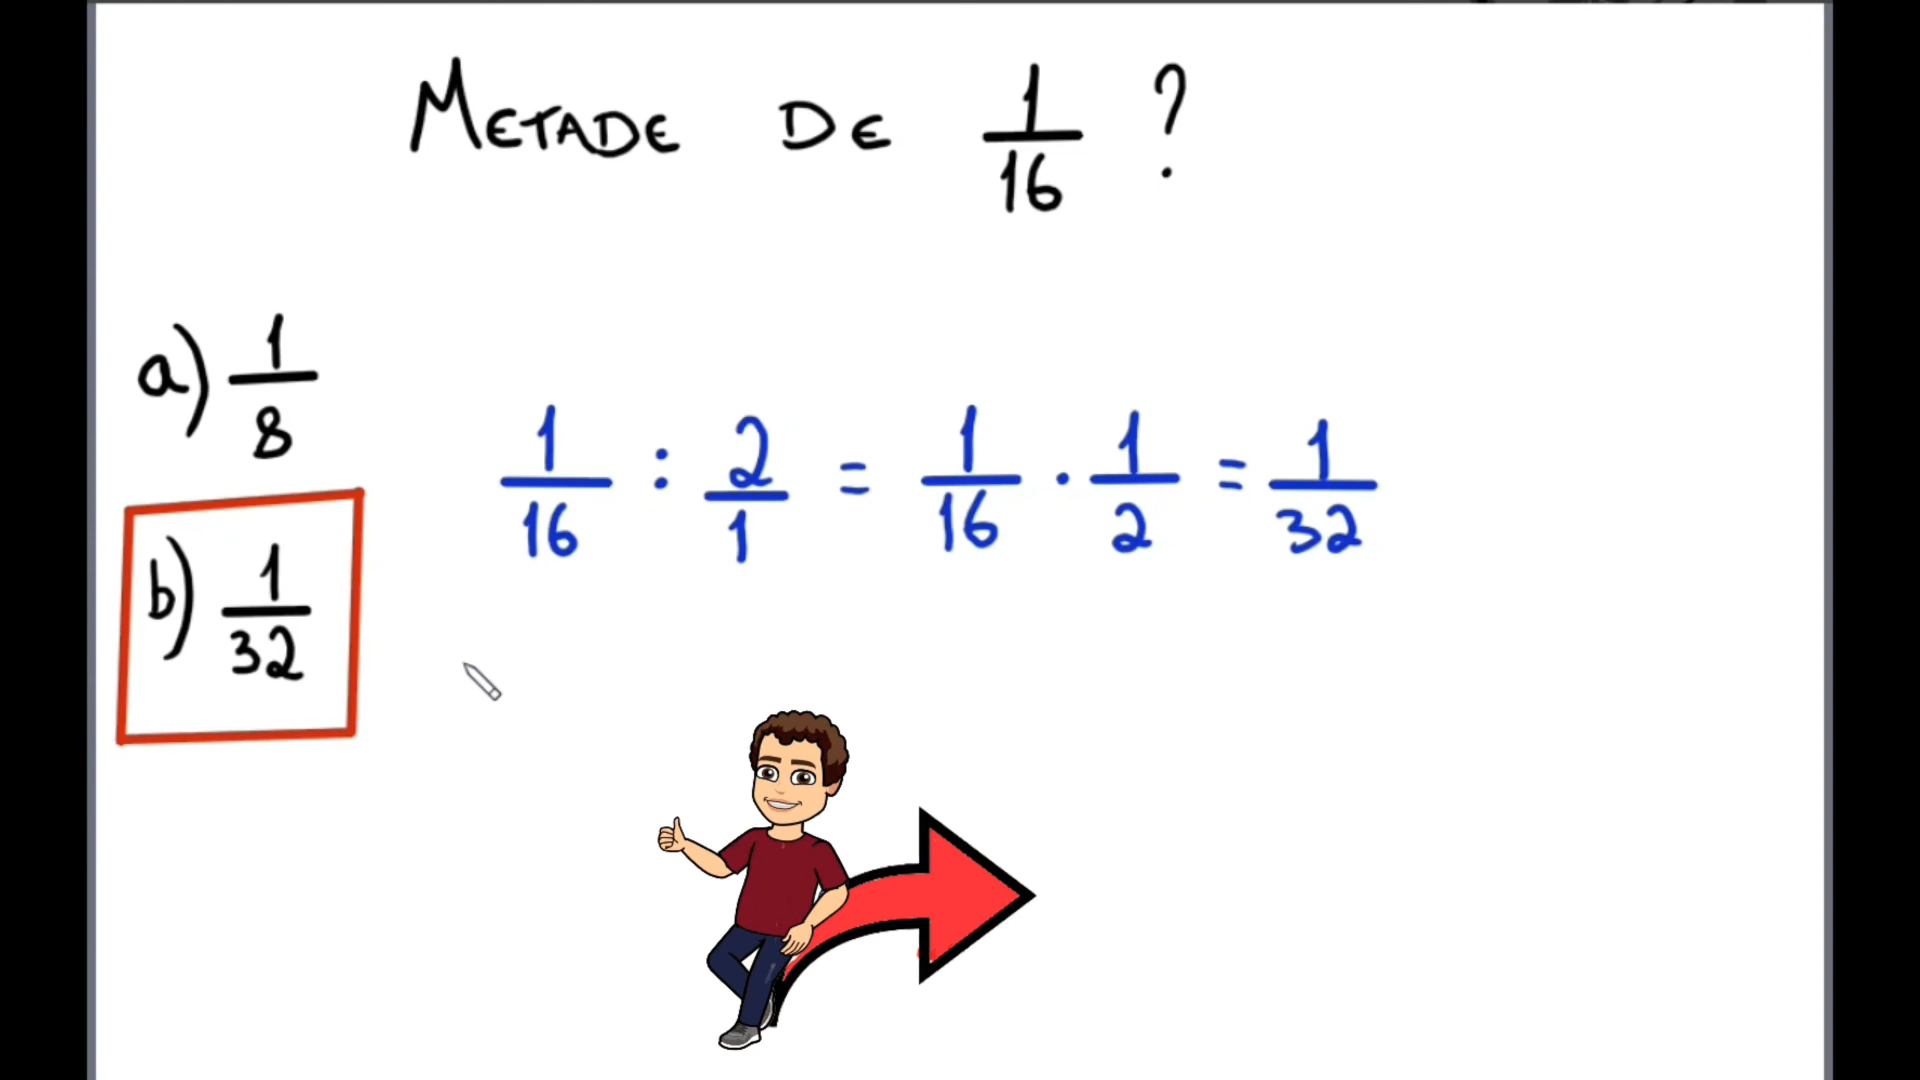 METADE DE 1/16 ?
a) 1/8
1/16 : 2/1 = 1/16 · 1/2 = 1/32
b) 1/32